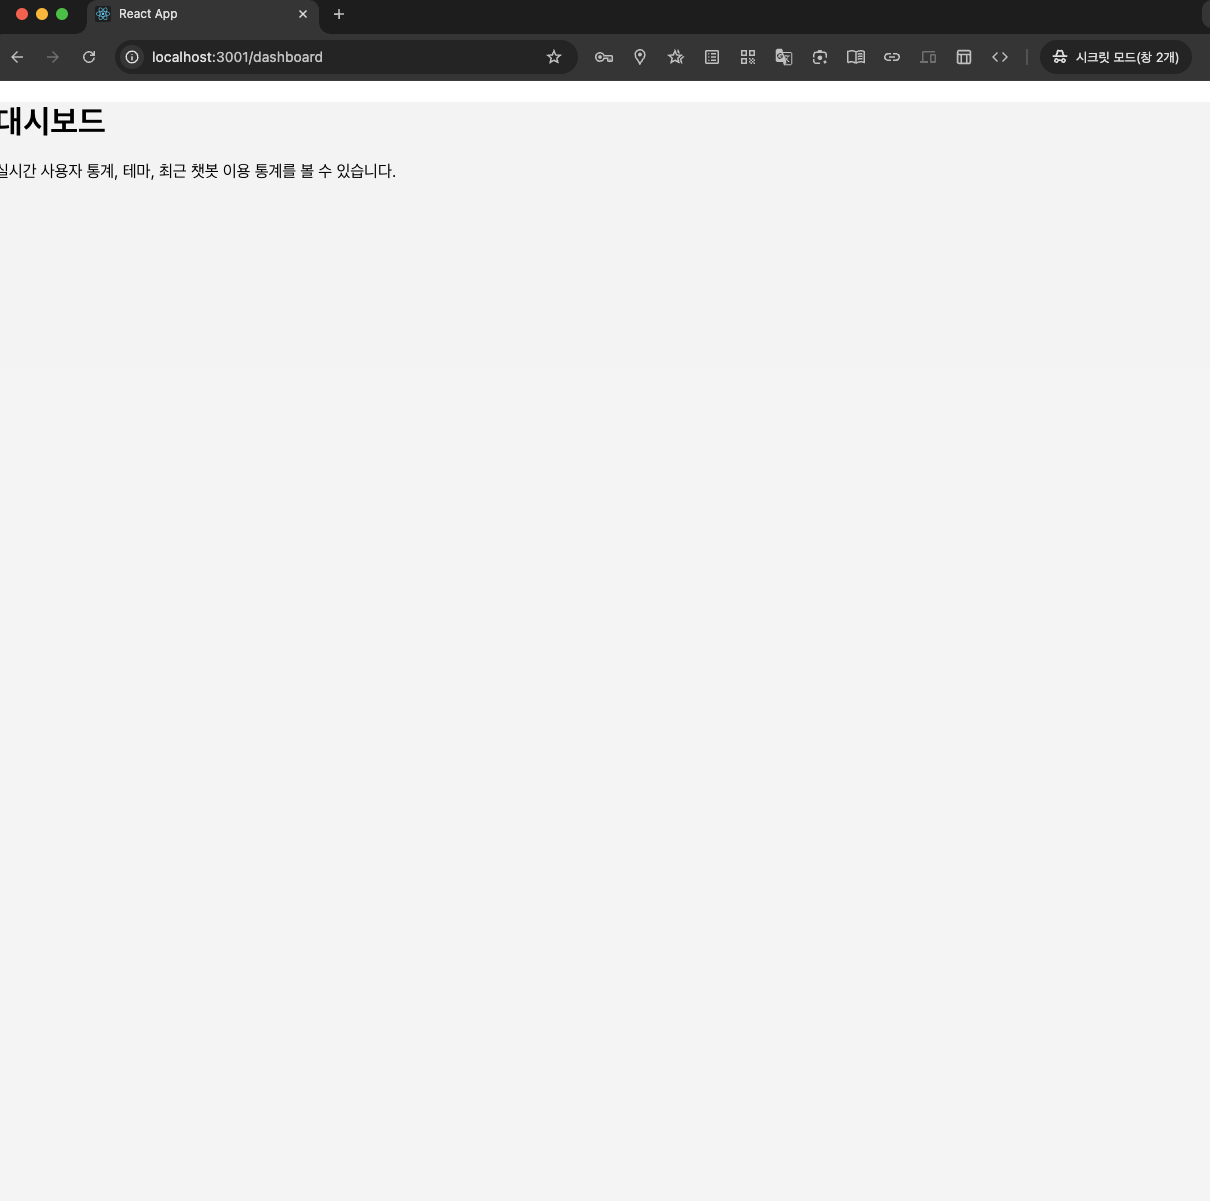 React App
localhost:3001/dashboard
시크릿 모드(창 2개)
대시보드
실시간 사용자 통계, 테마, 최근 챗봇 이용 통계를 볼 수 있습니다.